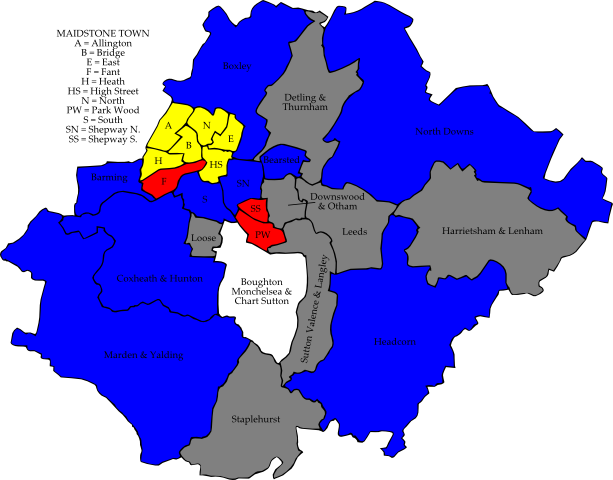 MAIDSTONE TOWN
A = Allington
B = Bridge
E = East
F = Fant
H = Heath
HS = High Street
N = North
PW = Park Wood
S = South
SN = Shepway N.
SS = Shepway S.
Boxley
Detling &
Thurnham
North Downs
A
N
E
B
H
HS
Bearsted
Barming
F
SN
S
Downswood
& Otham
SS
Loose
PW
Leeds
Harrietsham & Lenham
Coxheath & Hunton
Boughton
Monchelsea &
Chart Sutton
Sutton Valence & Langley
Marden & Yalding
Headcorn
Staplehurst